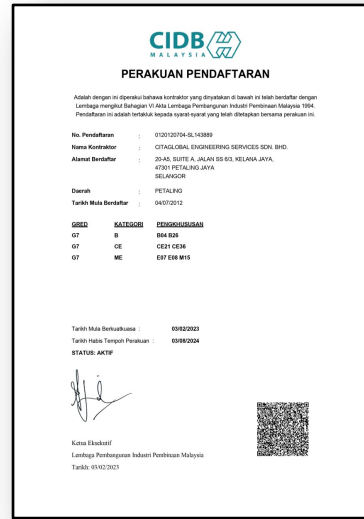 CIDB
MALAYSIA
PERAKUAN PENDAFTARAN
Adalah dengan ini diperakui bahawa kontraktor yang dinyatakan di bawah ini telah berdaftar dengan
Lembaga mengikut Bahagian VI Akta Lembaga Pembangunan Industri Pembinaan Malaysia 1994.
Pendaftaran ini adalah tertakluk kepada syarat-syarat yang telah ditetapkan bersama perakuan ini.
No. Pendaftaran : 0120120704-SL143889
Nama Kontraktor : CITAGLOBAL ENGINEERING SERVICES SDN. BHD.
Alamat Berdaftar : 20-A5, SUITE A, JALAN SS 6/3, KELANA JAYA,
47301 PETALING JAYA
SELANGOR
Daerah : PETALING
Tarikh Mula Berdaftar : 04/07/2012
GRED KATEGORI PENGKHUSUSAN
G7 B B04 B26
G7 CE CE21 CE36
G7 ME E07 E08 M15
Tarikh Mula Berkuatkuasa : 03/02/2023
Tarikh Habis Tempoh Perakuan : 03/08/2024
STATUS: AKTIF
Ketua Eksekutif
Lembaga Pembangunan Industri Pembinaan Malaysia
Tarikh: 03/02/2023